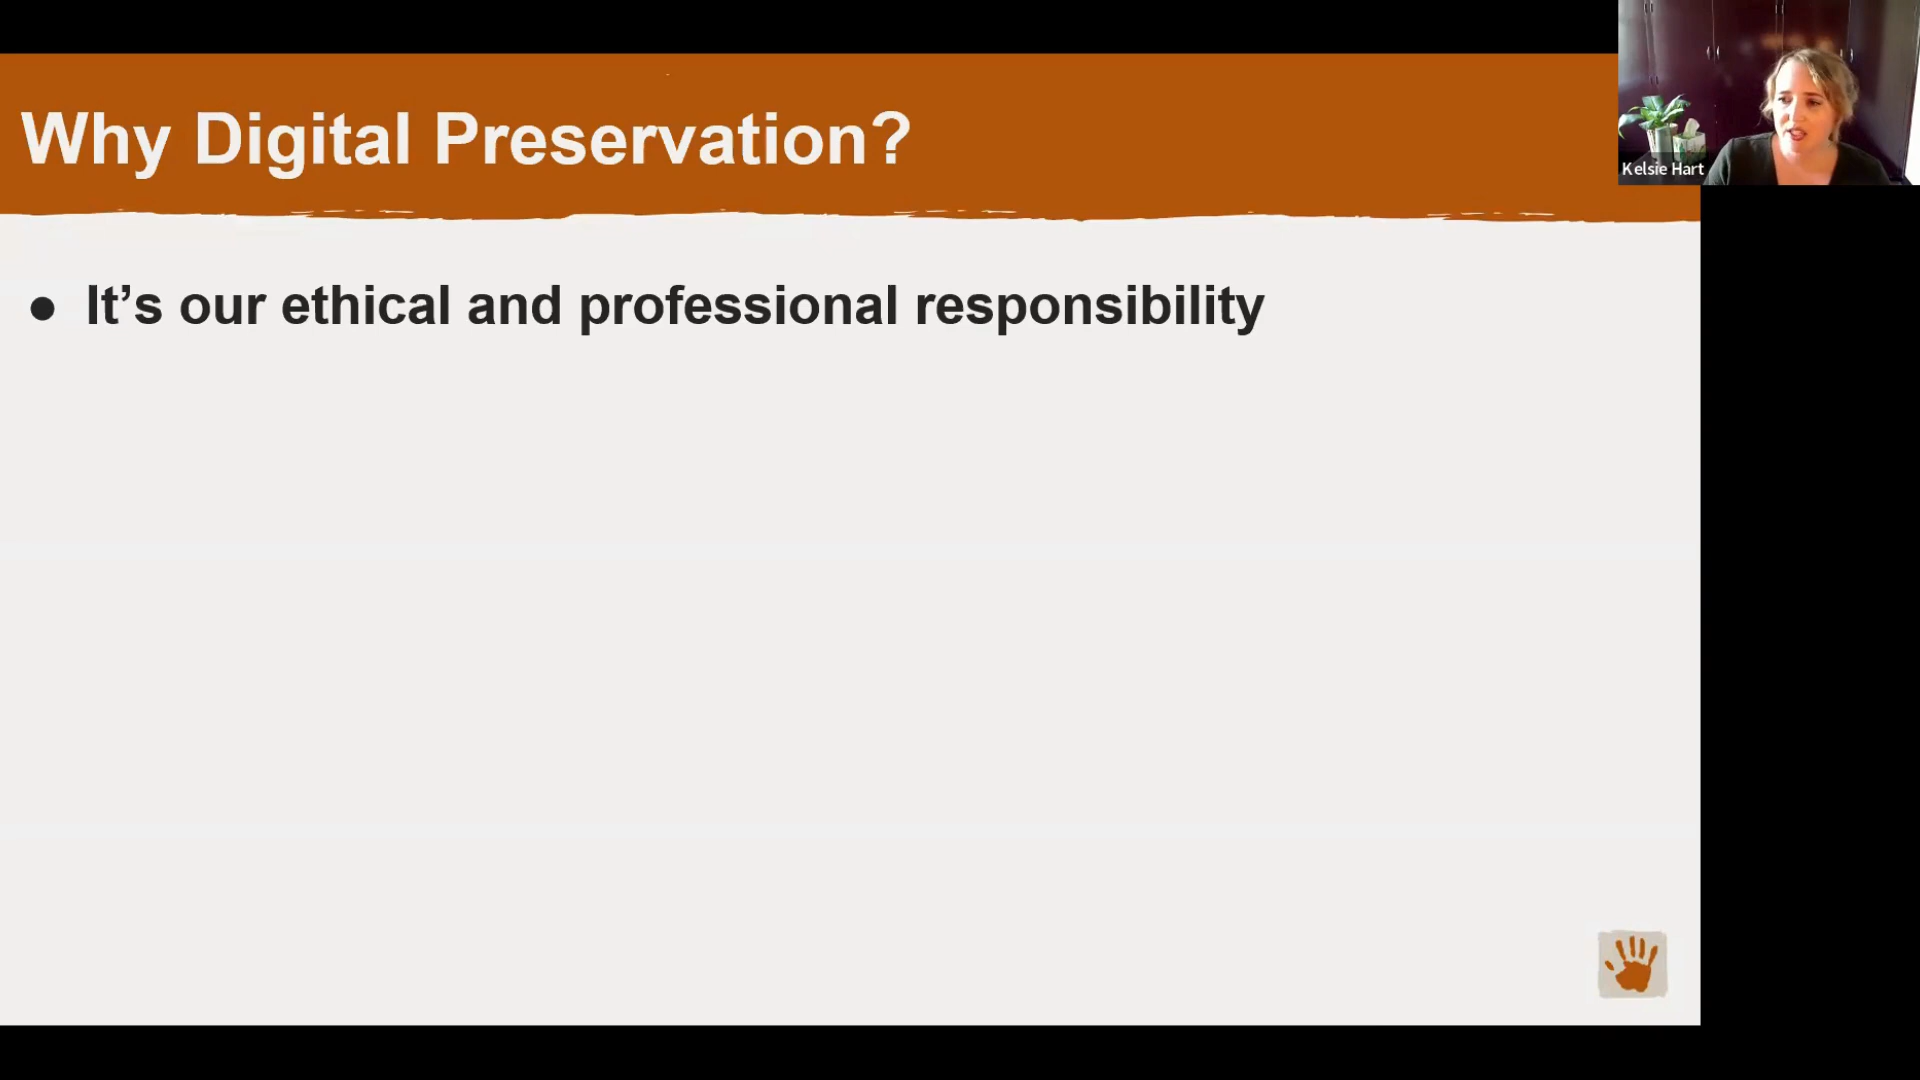 Why Digital Preservation?
Kelsie Hart
● It’s our ethical and professional responsibility